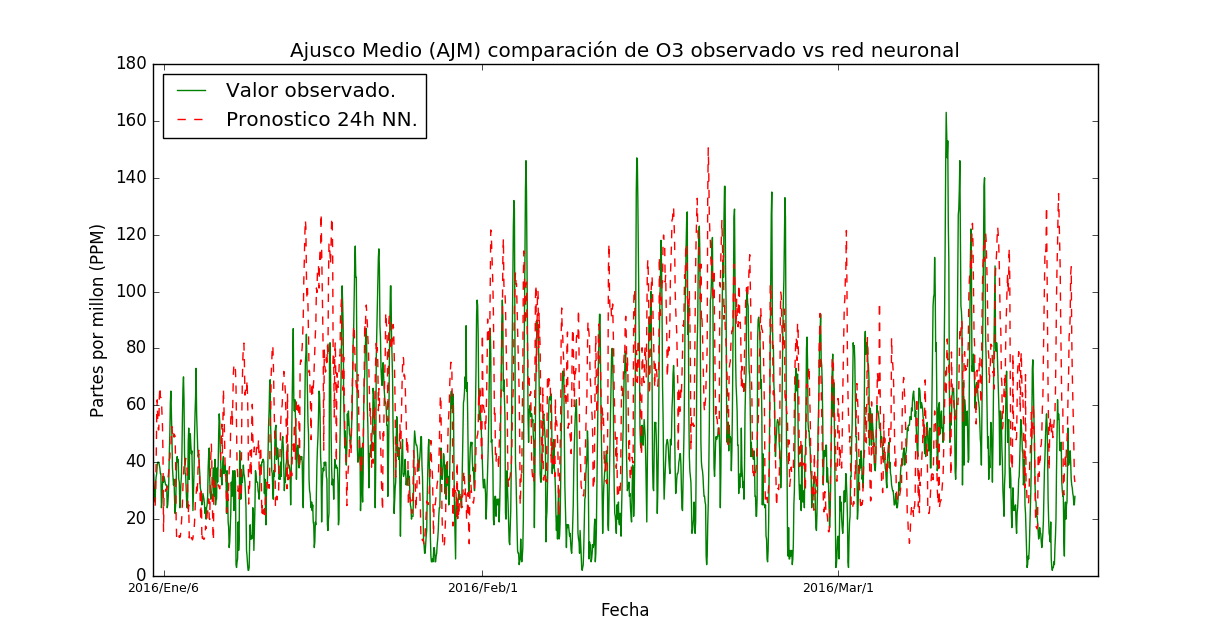 Ajusco Medio (AJM) comparación de O3 observado vs red neuronal
Valor observado.
Pronostico 24h NN.
Partes por millon (PPM)
180
160
140
120
100
80
60
40
20
0
2016/Ene/6
2016/Feb/1
2016/Mar/1
Fecha